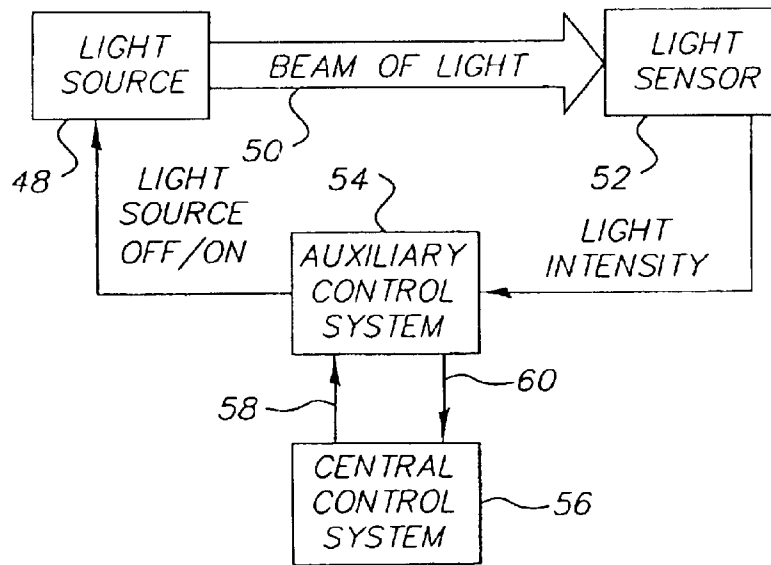 LIGHT
SOURCE
BEAM OF LIGHT
LIGHT
SENSOR
48
50
52
LIGHT
SOURCE
OFF/ON
54
LIGHT
INTENSITY
AUXILIARY
CONTROL
SYSTEM
58
60
CENTRAL
CONTROL
SYSTEM
56